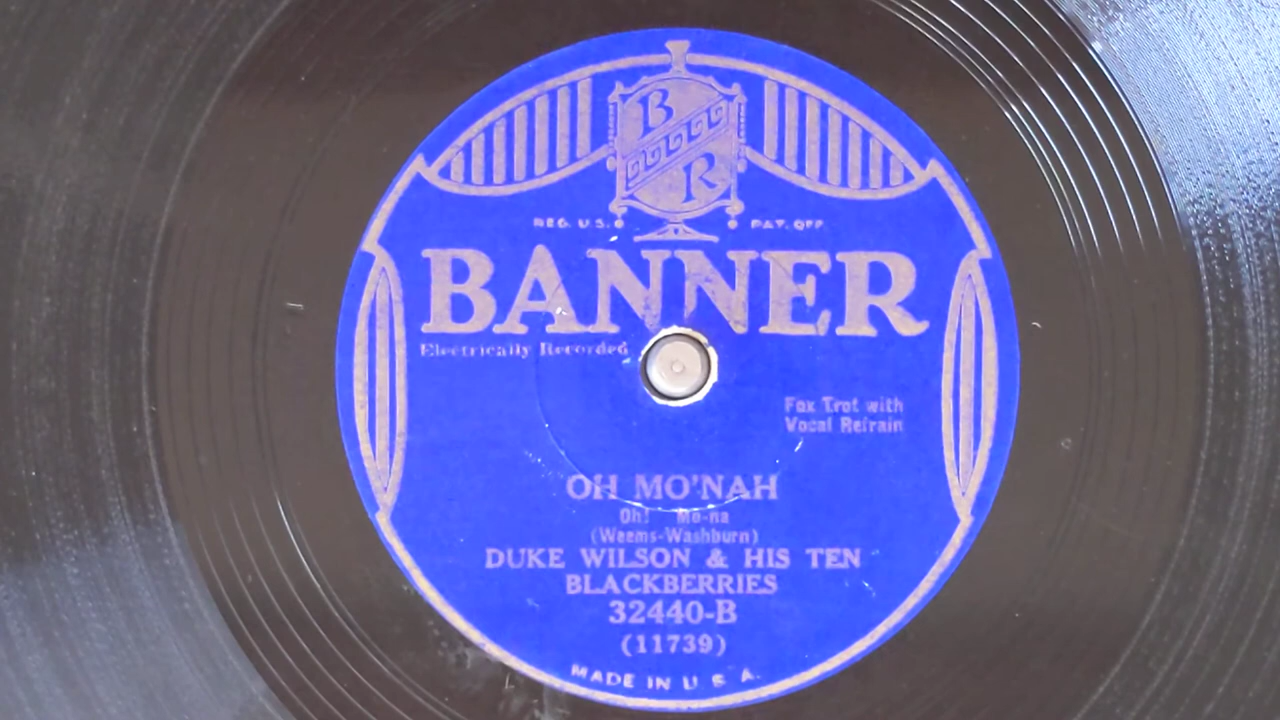 B
R
REG. U.S. PAT. OFF.
BANNER
Electrically Recorded
Fox Trot with
Vocal Refrain
OH MO'NAH
Oh! Mo-na
(Weems-Washburn)
DUKE WILSON & HIS TEN
BLACKBERRIES
32440-B
(11739)
MADE IN U. S. A.